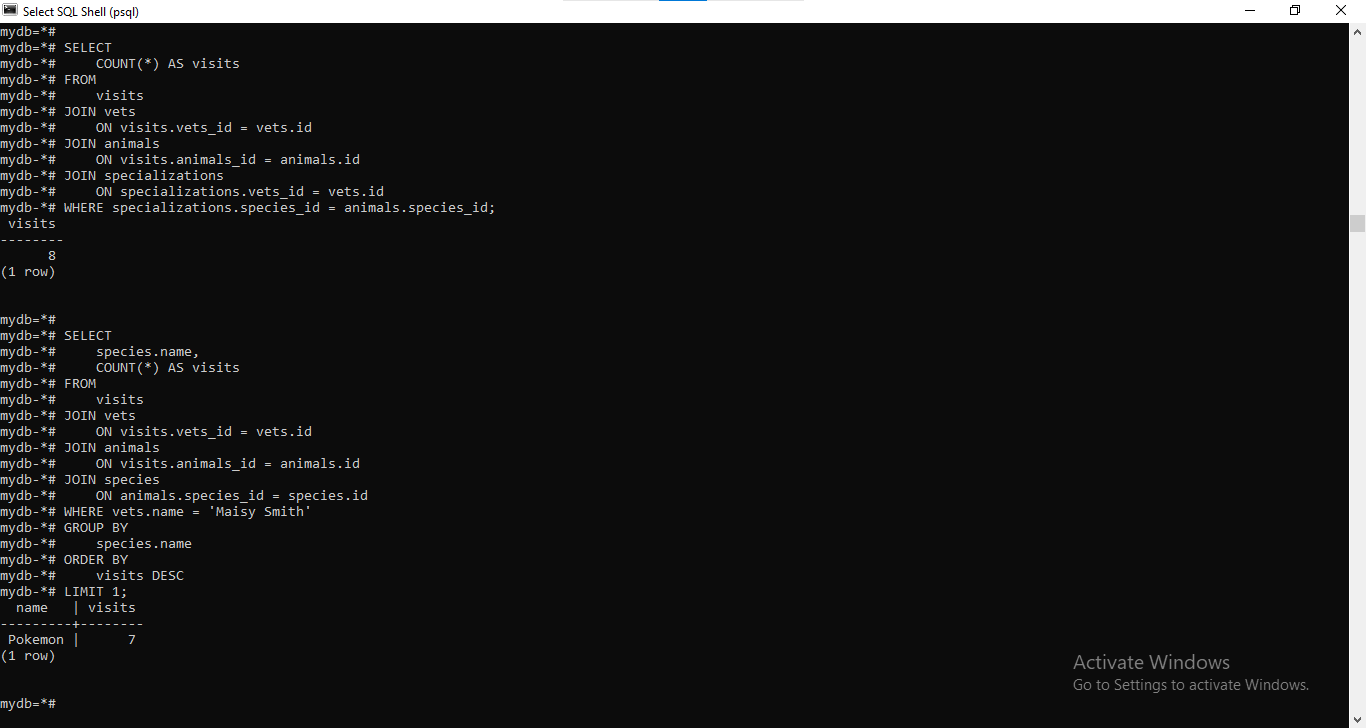 Select SQL Shell (psql)
mydb=*#
mydb=*# SELECT
mydb-*#     COUNT(*) AS visits
mydb-*# FROM
mydb-*#     visits
mydb-*# JOIN vets
mydb-*#     ON visits.vets_id = vets.id
mydb-*# JOIN animals
mydb-*#     ON visits.animals_id = animals.id
mydb-*# JOIN specializations
mydb-*#     ON specializations.vets_id = vets.id
mydb-*# WHERE specializations.species_id = animals.species_id;
 visits
--------
      8
(1 row)
mydb=*#
mydb=*# SELECT
mydb-*#     species.name,
mydb-*#     COUNT(*) AS visits
mydb-*# FROM
mydb-*#     visits
mydb-*# JOIN vets
mydb-*#     ON visits.vets_id = vets.id
mydb-*# JOIN animals
mydb-*#     ON visits.animals_id = animals.id
mydb-*# JOIN species
mydb-*#     ON animals.species_id = species.id
mydb-*# WHERE vets.name = 'Maisy Smith'
mydb-*# GROUP BY
mydb-*#     species.name
mydb-*# ORDER BY
mydb-*#     visits DESC
mydb-*# LIMIT 1;
  name   | visits
---------+--------
 Pokemon |      7
(1 row)
mydb=*#
Activate Windows
Go to Settings to activate Windows.